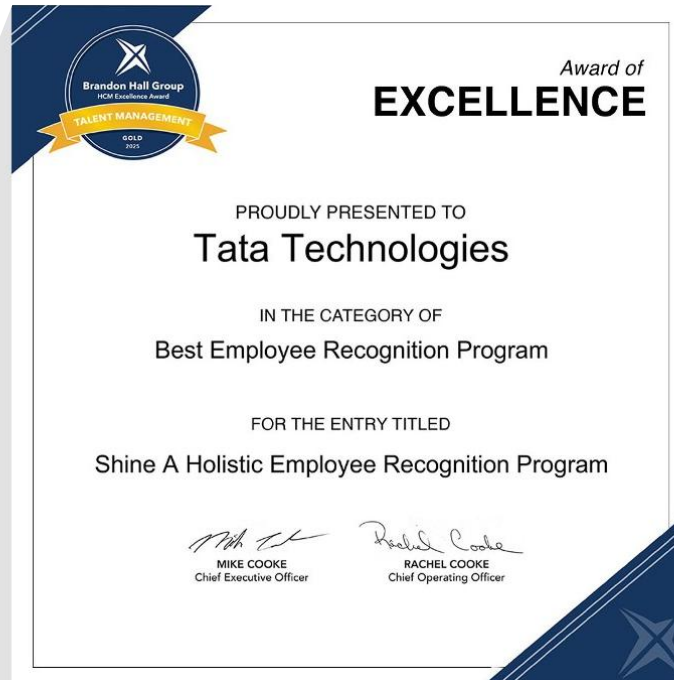 Brandon Hall Group
HCM Excellence Award
TALENT MANAGEMENT
GOLD
2025
Award of
EXCELLENCE
PROUDLY PRESENTED TO
Tata Technologies
IN THE CATEGORY OF
Best Employee Recognition Program
FOR THE ENTRY TITLED
Shine A Holistic Employee Recognition Program
Rachel Cooke
MIKE COOKE
RACHEL COOKE
Chief Executive Officer
Chief Operating Officer